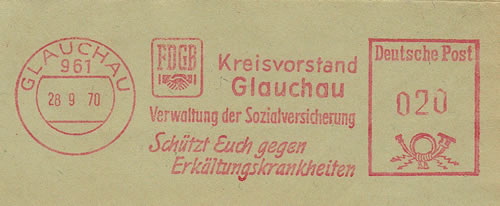 GLAUCHAU
961
28 9 70
FDGB
Kreisvorstand
Glauchau
Verwaltung der Sozialversicherung
Schützt Euch gegen
Erkältungskrankheiten
Deutsche Post
020